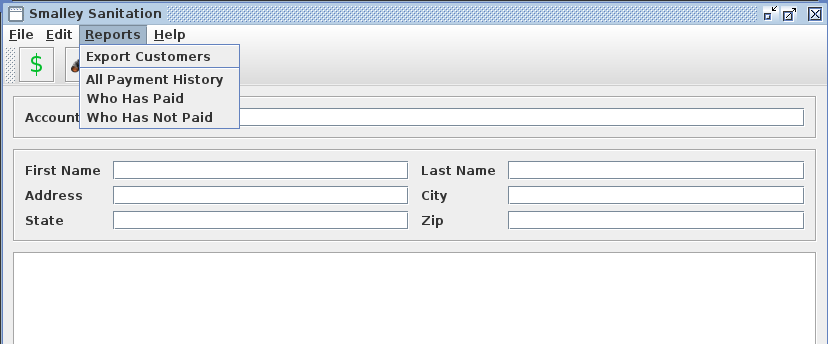 Smalley Sanitation
File Edit Reports Help
Export Customers
$
All Payment History
Who Has Paid
Who Has Not Paid
Account
First Name Last Name
Address City
State Zip